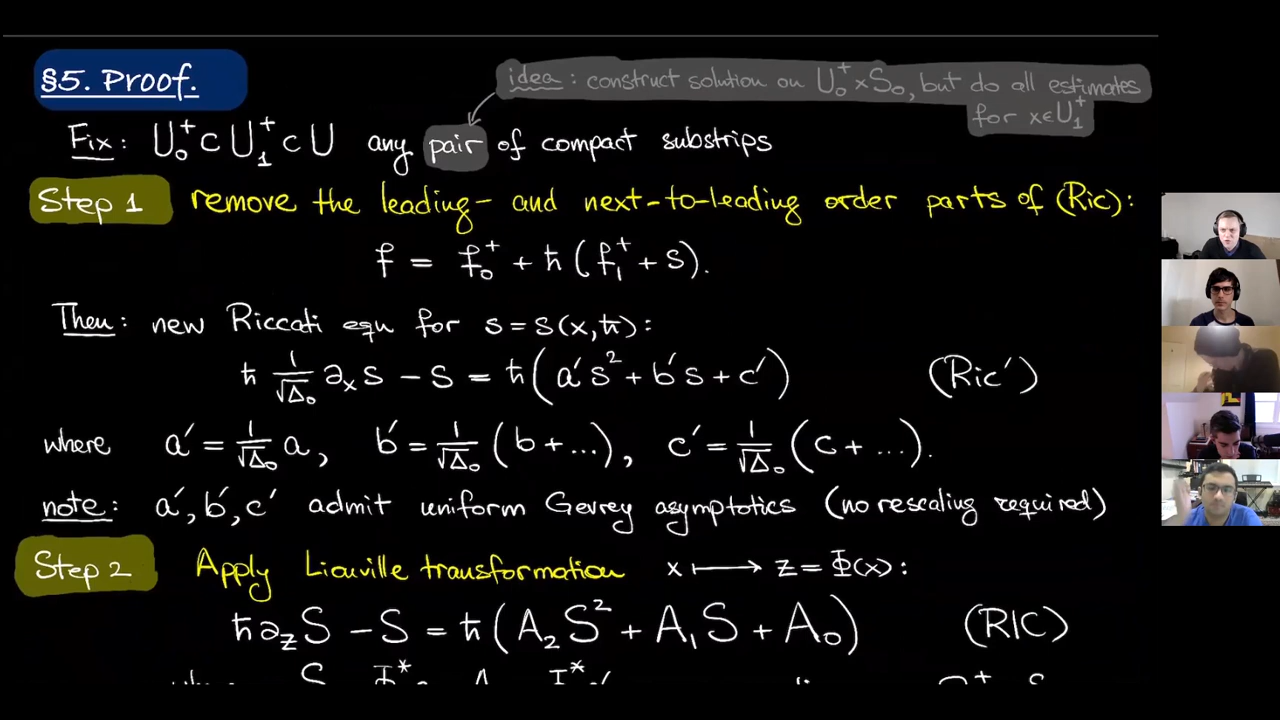 §5. Proof.
idea: construct solution on U₀⁺×S₀, but do all estimates
for x∈U₁⁺
Fix: U₀⁺ ⊂ U₁⁺ ⊂ U any pair of compact substrips
Step 1 remove the leading- and next-to-leading order parts of (Ric):
f = f₀⁺ + ħ (f₁⁺ + s).
Then: new Riccati equ for s = s(x,ħ):
ħ 1/√Δ₀ ∂ₓs − s = ħ(a′s² + b′s + c′) (Ric′)
where a′ = 1/√Δ₀ a, b′ = 1/√Δ₀ (b + ...), c′ = 1/√Δ₀ (c + ...).
note: a′, b′, c′ admit uniform Gevrey asymptotics (no rescaling required)
Step 2 Apply Liouville transformation x ⟼ z = Φ(x):
ħ∂_z S − S = ħ(A₂S² + A₁S + A₀) (RIC)